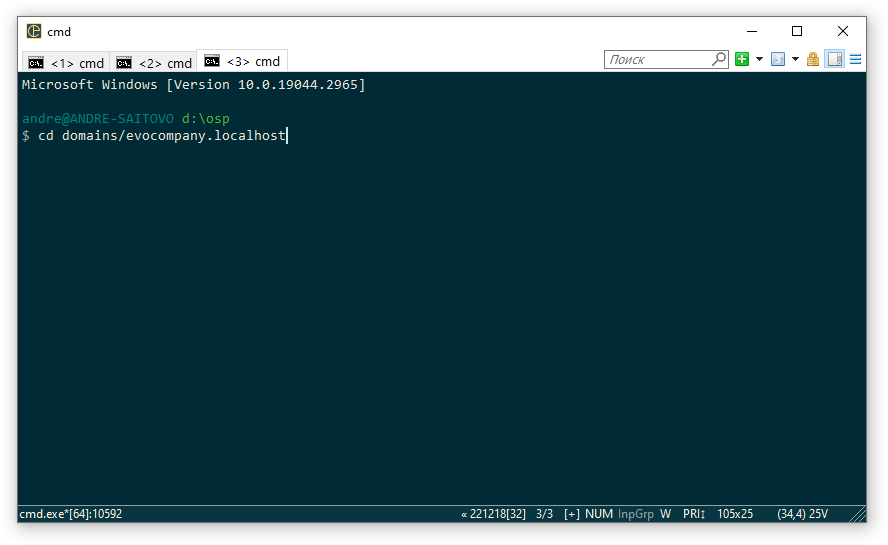 cmd
<1> cmd <2> cmd <3> cmd Поиск
Microsoft Windows [Version 10.0.19044.2965]
andre@ANDRE-SAITOVO d:\osp
$ cd domains/evocompany.localhost
cmd.exe*[64]:10592 « 221218[32] 3/3 [+] NUM InpGrp W PRI↕ 105x25 (34,4) 25V